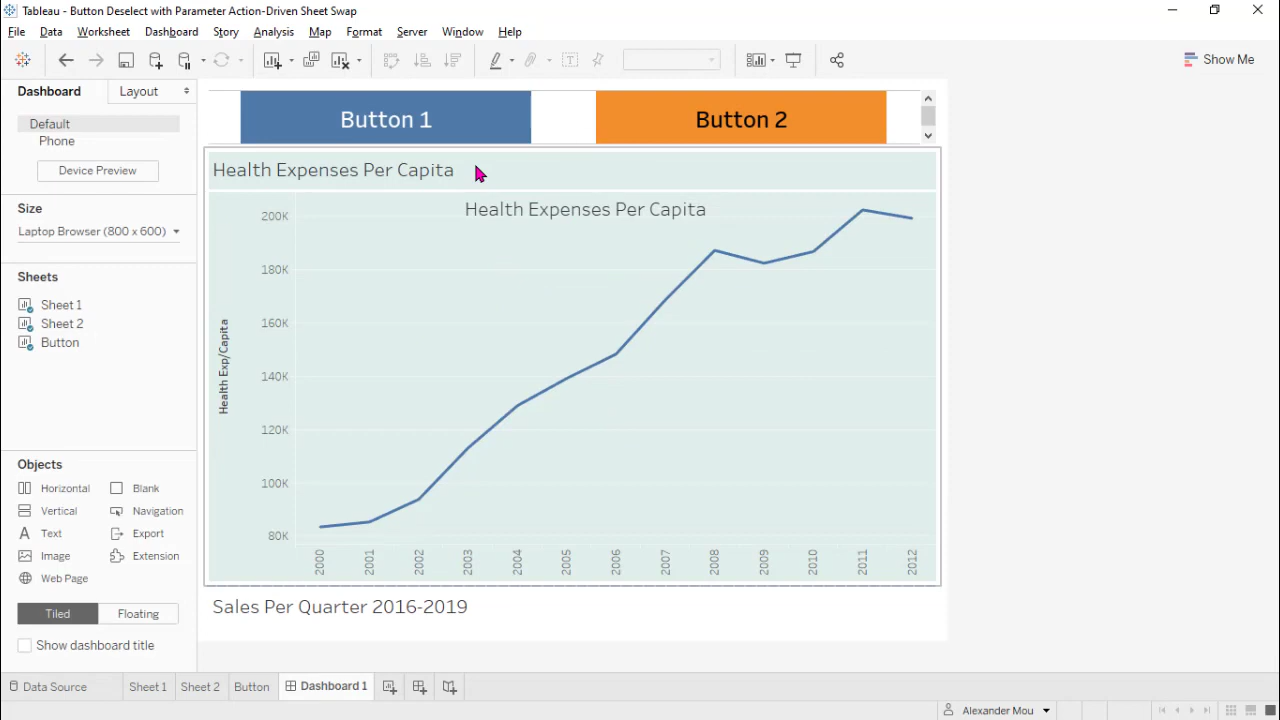 Tableau - Button Deselect with Parameter Action-Driven Sheet Swap
File Data Worksheet Dashboard Story Analysis Map Format Server Window Help
Show Me
Dashboard Layout
Default
Phone
Device Preview
Size
Laptop Browser (800 x 600)
Sheets
Sheet 1
Sheet 2
Button
Objects
Horizontal Blank
Vertical Navigation
Text Export
Image Extension
Web Page
Tiled Floating
Show dashboard title
Button 1 Button 2
Health Expenses Per Capita
Health Expenses Per Capita
200K
180K
160K
140K
120K
100K
80K
Health Exp/Capita
2000 2001 2002 2003 2004 2005 2006 2007 2008 2009 2010 2011 2012
Sales Per Quarter 2016-2019
Data Source Sheet 1 Sheet 2 Button Dashboard 1
Alexander Mou